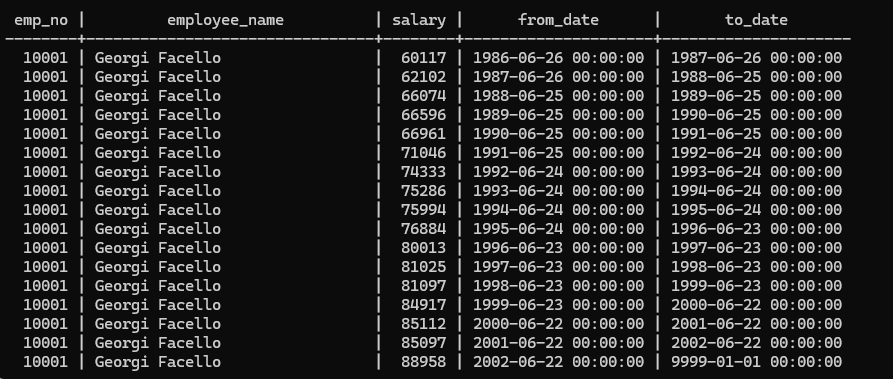 emp_no | employee_name | salary | from_date | to_date
10001 | Georgi Facello | 60117 | 1986-06-26 00:00:00 | 1987-06-26 00:00:00
10001 | Georgi Facello | 62102 | 1987-06-26 00:00:00 | 1988-06-25 00:00:00
10001 | Georgi Facello | 66074 | 1988-06-25 00:00:00 | 1989-06-25 00:00:00
10001 | Georgi Facello | 66596 | 1989-06-25 00:00:00 | 1990-06-25 00:00:00
10001 | Georgi Facello | 66961 | 1990-06-25 00:00:00 | 1991-06-25 00:00:00
10001 | Georgi Facello | 71046 | 1991-06-25 00:00:00 | 1992-06-24 00:00:00
10001 | Georgi Facello | 74333 | 1992-06-24 00:00:00 | 1993-06-24 00:00:00
10001 | Georgi Facello | 75286 | 1993-06-24 00:00:00 | 1994-06-24 00:00:00
10001 | Georgi Facello | 75994 | 1994-06-24 00:00:00 | 1995-06-24 00:00:00
10001 | Georgi Facello | 76884 | 1995-06-24 00:00:00 | 1996-06-23 00:00:00
10001 | Georgi Facello | 80013 | 1996-06-23 00:00:00 | 1997-06-23 00:00:00
10001 | Georgi Facello | 81025 | 1997-06-23 00:00:00 | 1998-06-23 00:00:00
10001 | Georgi Facello | 81097 | 1998-06-23 00:00:00 | 1999-06-23 00:00:00
10001 | Georgi Facello | 84917 | 1999-06-23 00:00:00 | 2000-06-22 00:00:00
10001 | Georgi Facello | 85112 | 2000-06-22 00:00:00 | 2001-06-22 00:00:00
10001 | Georgi Facello | 85097 | 2001-06-22 00:00:00 | 2002-06-22 00:00:00
10001 | Georgi Facello | 88958 | 2002-06-22 00:00:00 | 9999-01-01 00:00:00